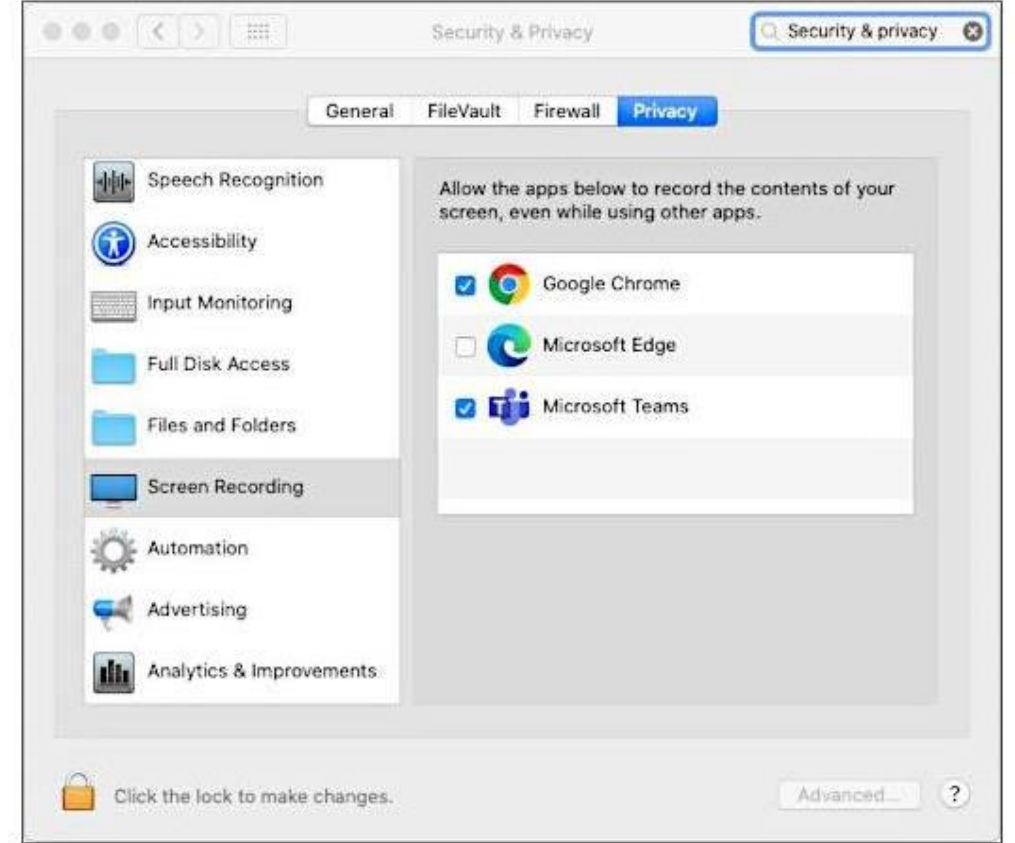 Security & Privacy
Security & privacy
General FileVault Firewall Privacy
Speech Recognition
Accessibility
Input Monitoring
Full Disk Access
Files and Folders
Screen Recording
Automation
Advertising
Analytics & Improvements
Allow the apps below to record the contents of your
screen, even while using other apps.
Google Chrome
Microsoft Edge
Microsoft Teams
Click the lock to make changes.
Advanced...
?